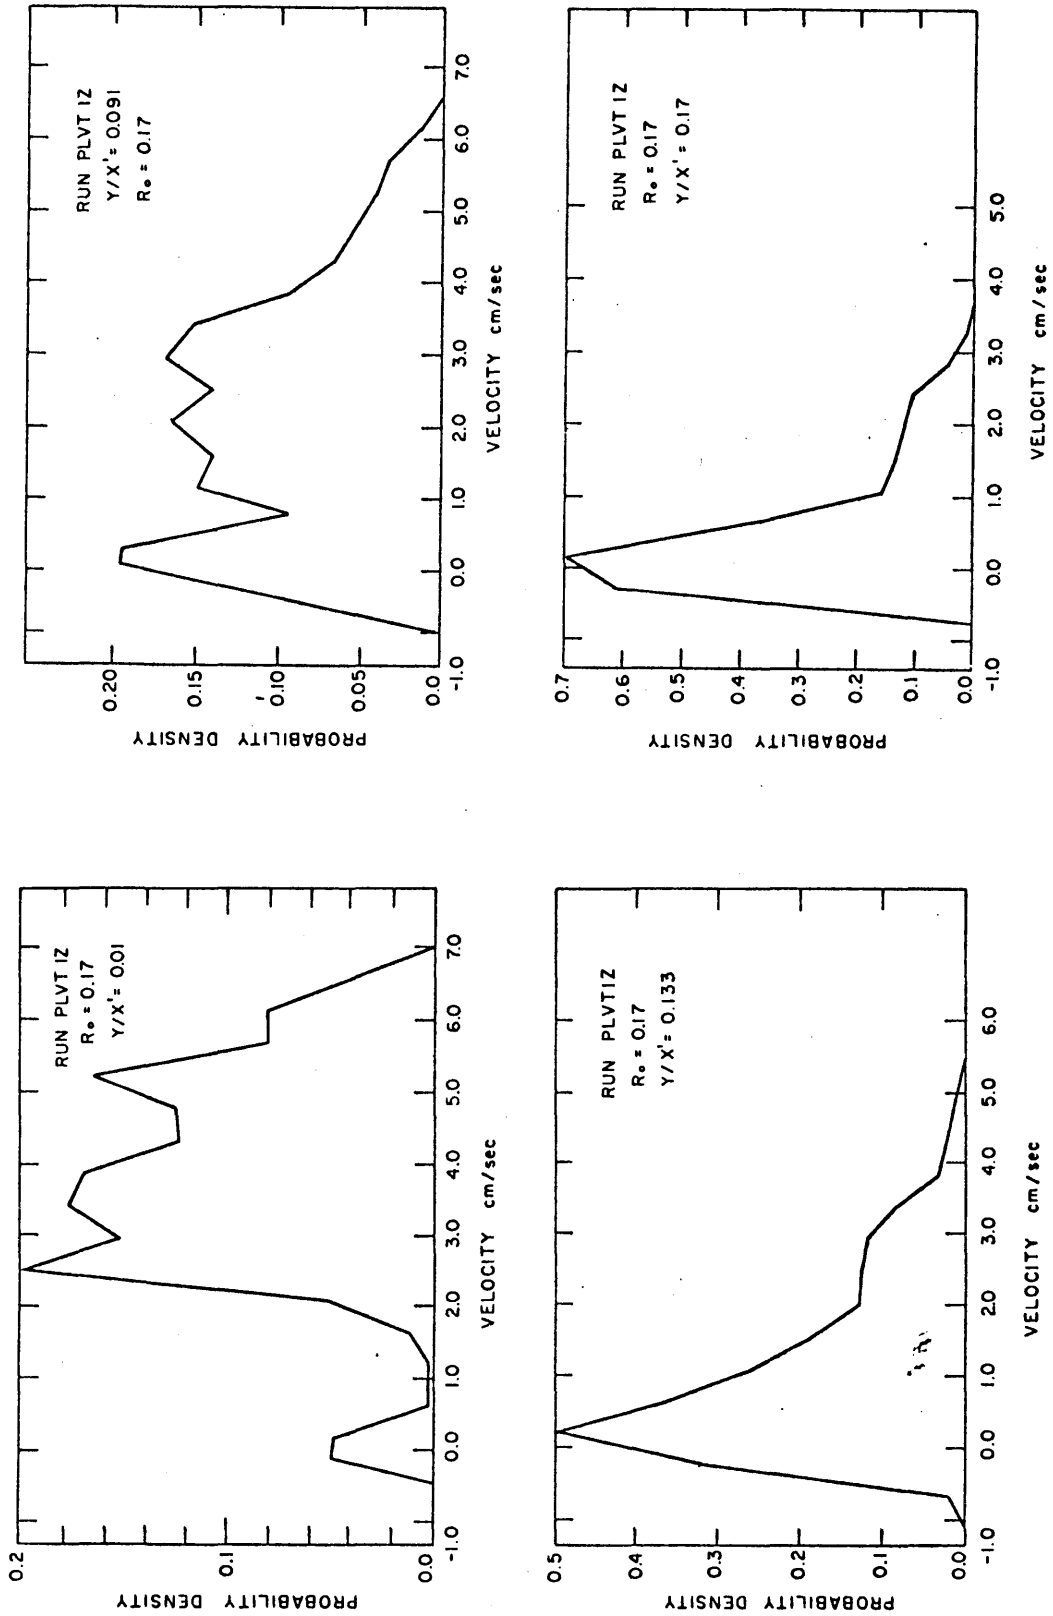 RUN PLVT 1Z
R₀ = 0.17
Y/X' = 0.01
PROBABILITY DENSITY
0.2
0.1
0.0
-1.0 0.0 1.0 2.0 3.0 4.0 5.0 6.0 7.0
VELOCITY cm/sec
RUN PLVT 1Z
Y/X' = 0.091
R₀ = 0.17
PROBABILITY DENSITY
0.20
0.15
0.10
0.05
0.0
-1.0 0.0 1.0 2.0 3.0 4.0 5.0 6.0 7.0
VELOCITY cm/sec
RUN PLVT1Z
R₀ = 0.17
Y/X' = 0.133
PROBABILITY DENSITY
0.5
0.4
0.3
0.2
0.1
0.0
-1.0 0.0 1.0 2.0 3.0 4.0 5.0 6.0
VELOCITY cm/sec
RUN PLVT 1Z
R₀ = 0.17
Y/X' = 0.17
PROBABILITY DENSITY
0.7
0.6
0.5
0.4
0.3
0.2
0.1
0.0
-1.0 0.0 1.0 2.0 3.0 4.0 5.0
VELOCITY cm/sec